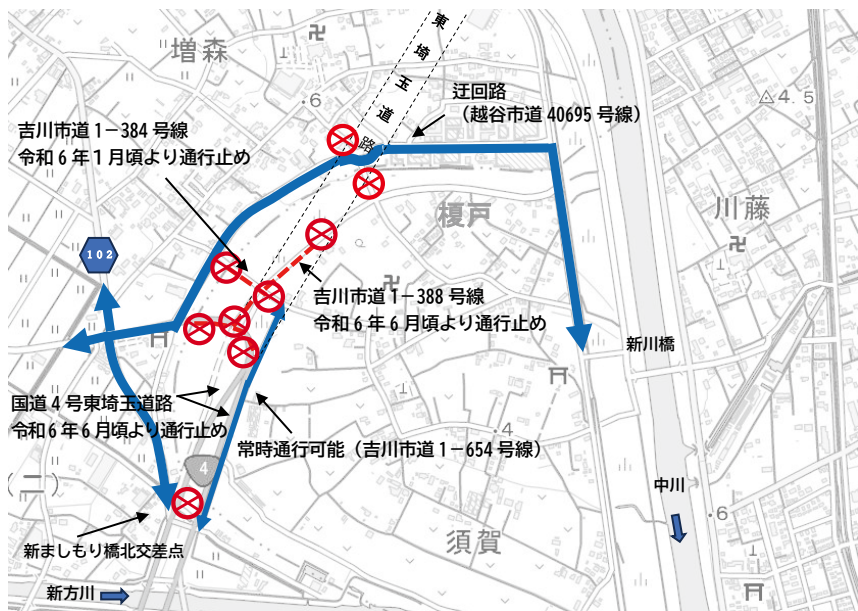 東埼玉道路
増森
・6
迂回路
（越谷市道 40695 号線）
4.5
吉川市道１－384 号線
令和６年１月頃より通行止め
榎戸
川藤
102
吉川市道１－388 号線
令和６年６月頃より通行止め
新川橋
国道４号東埼玉道路
令和６年６月頃より通行止め
・4
常時通行可能（吉川市道１－654 号線）
4
(二)
中川
・6
須賀
新ましもり橋北交差点
新方川